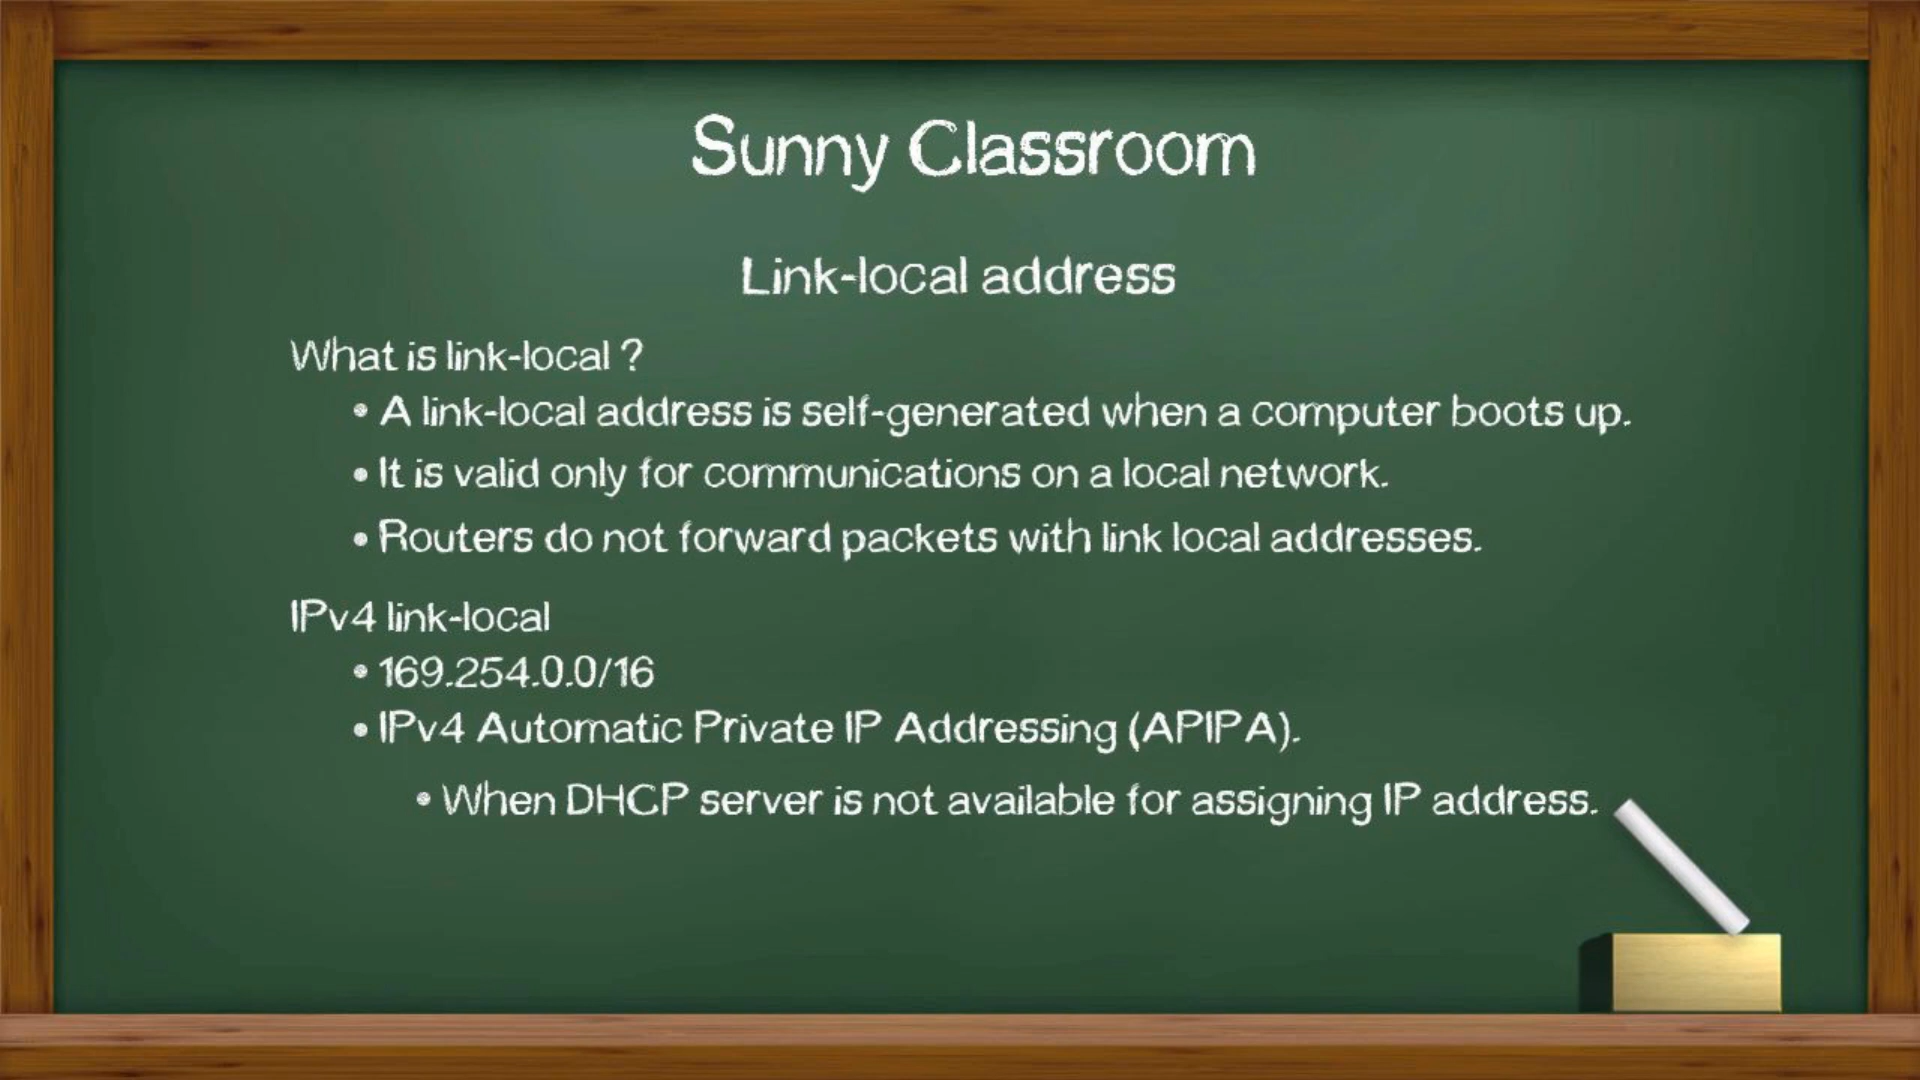 Sunny Classroom
Link-local address
What is link-local ?
• A link-local address is self-generated when a computer boots up.
• It is valid only for communications on a local network.
• Routers do not forward packets with link local addresses.
IPv4 link-local
• 169.254.0.0/16
• IPv4 Automatic Private IP Addressing (APIPA).
• When DHCP server is not available for assigning IP address.